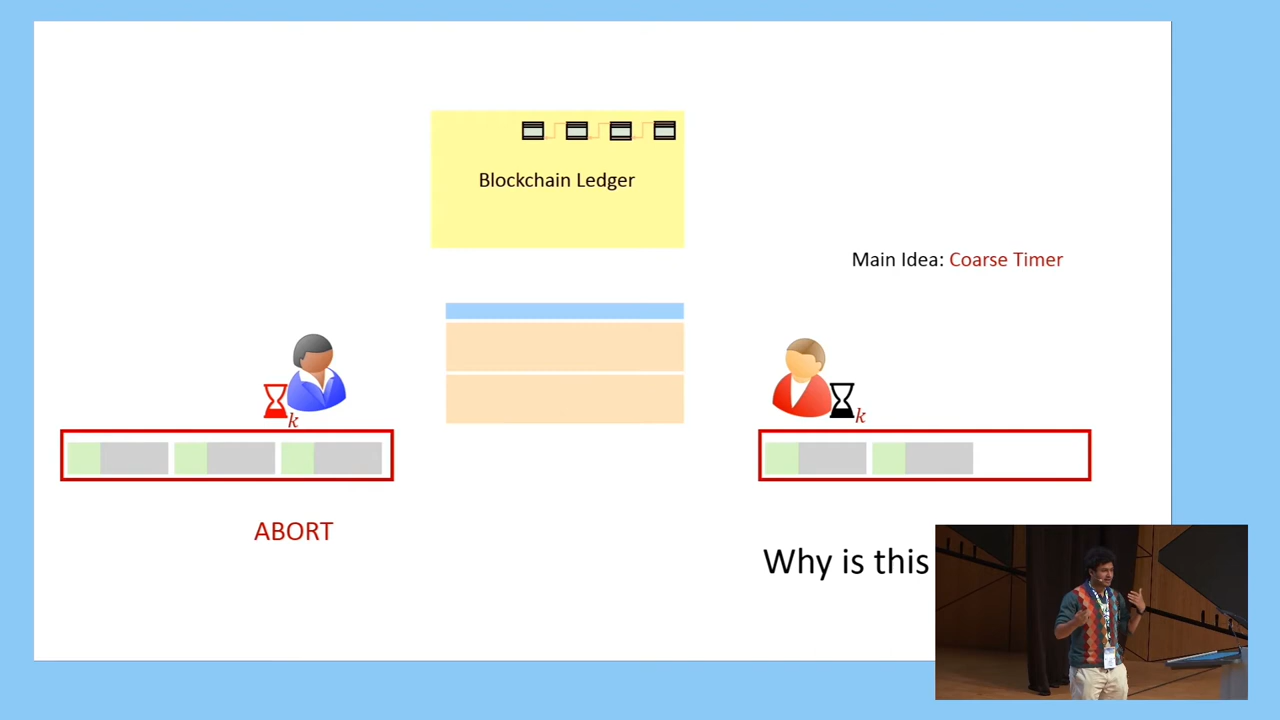 Blockchain Ledger
Main Idea: Coarse Timer
k
k
ABORT
Why is this